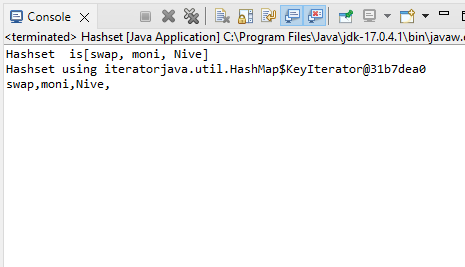 Console
<terminated> Hashset [Java Application] C:\Program Files\Java\jdk-17.0.4.1\bin\javaw.e
Hashset  is[swap, moni, Nive]
Hashset using iteratorjava.util.HashMap$KeyIterator@31b7dea0
swap,moni,Nive,